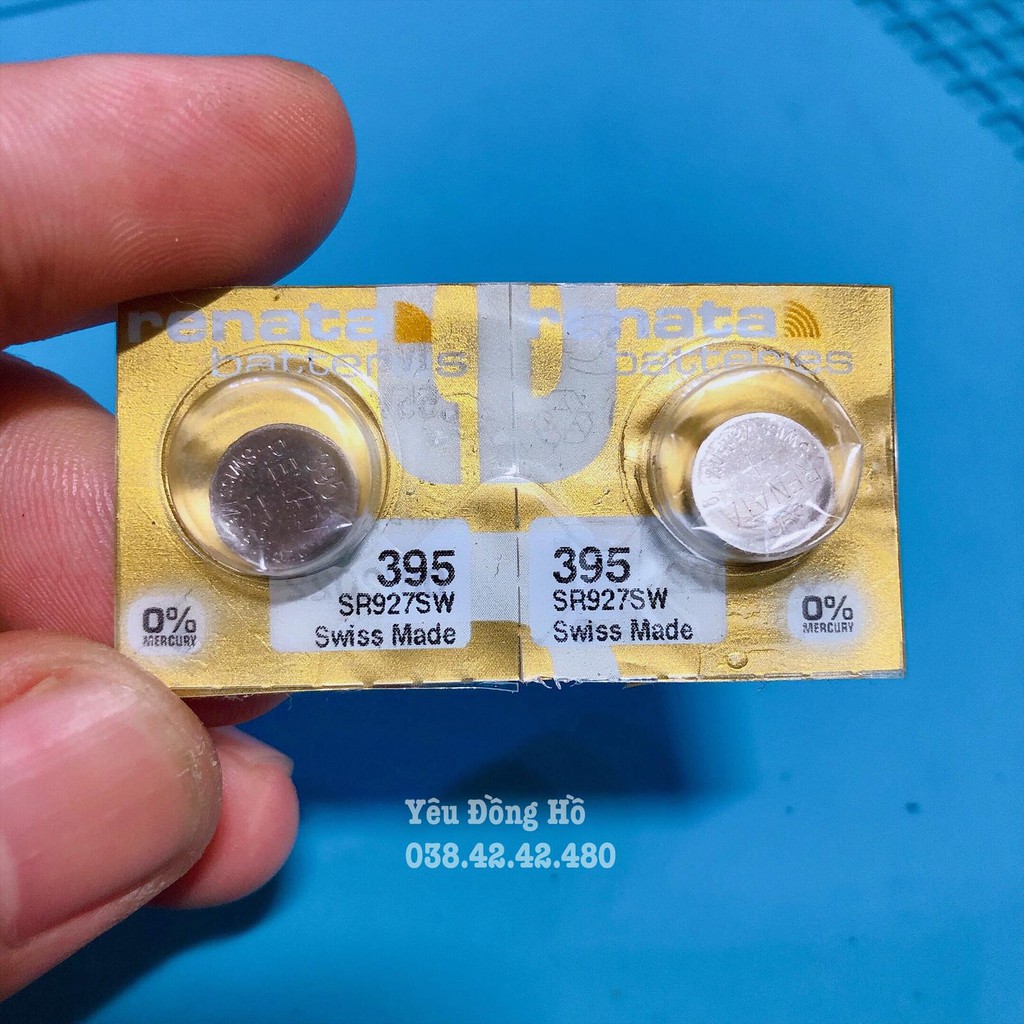 renata
batteries
renata
batteries
395
SR927SW
Swiss Made
0%
MERCURY
395
SR927SW
Swiss Made
0%
MERCURY
RENATA
Yêu Đồng Hồ
038.42.42.480